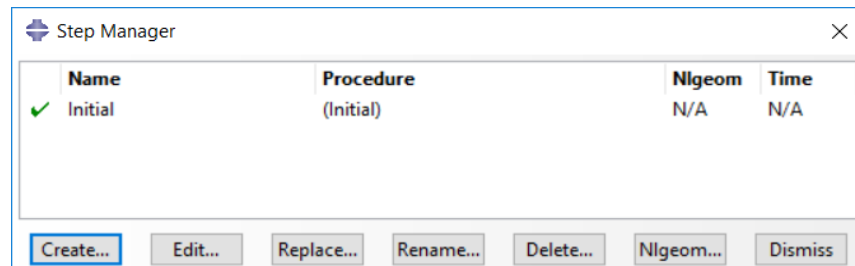 Step Manager
Name Procedure Nlgeom Time
Initial (Initial) N/A N/A
Create... Edit... Replace... Rename... Delete... Nlgeom... Dismiss